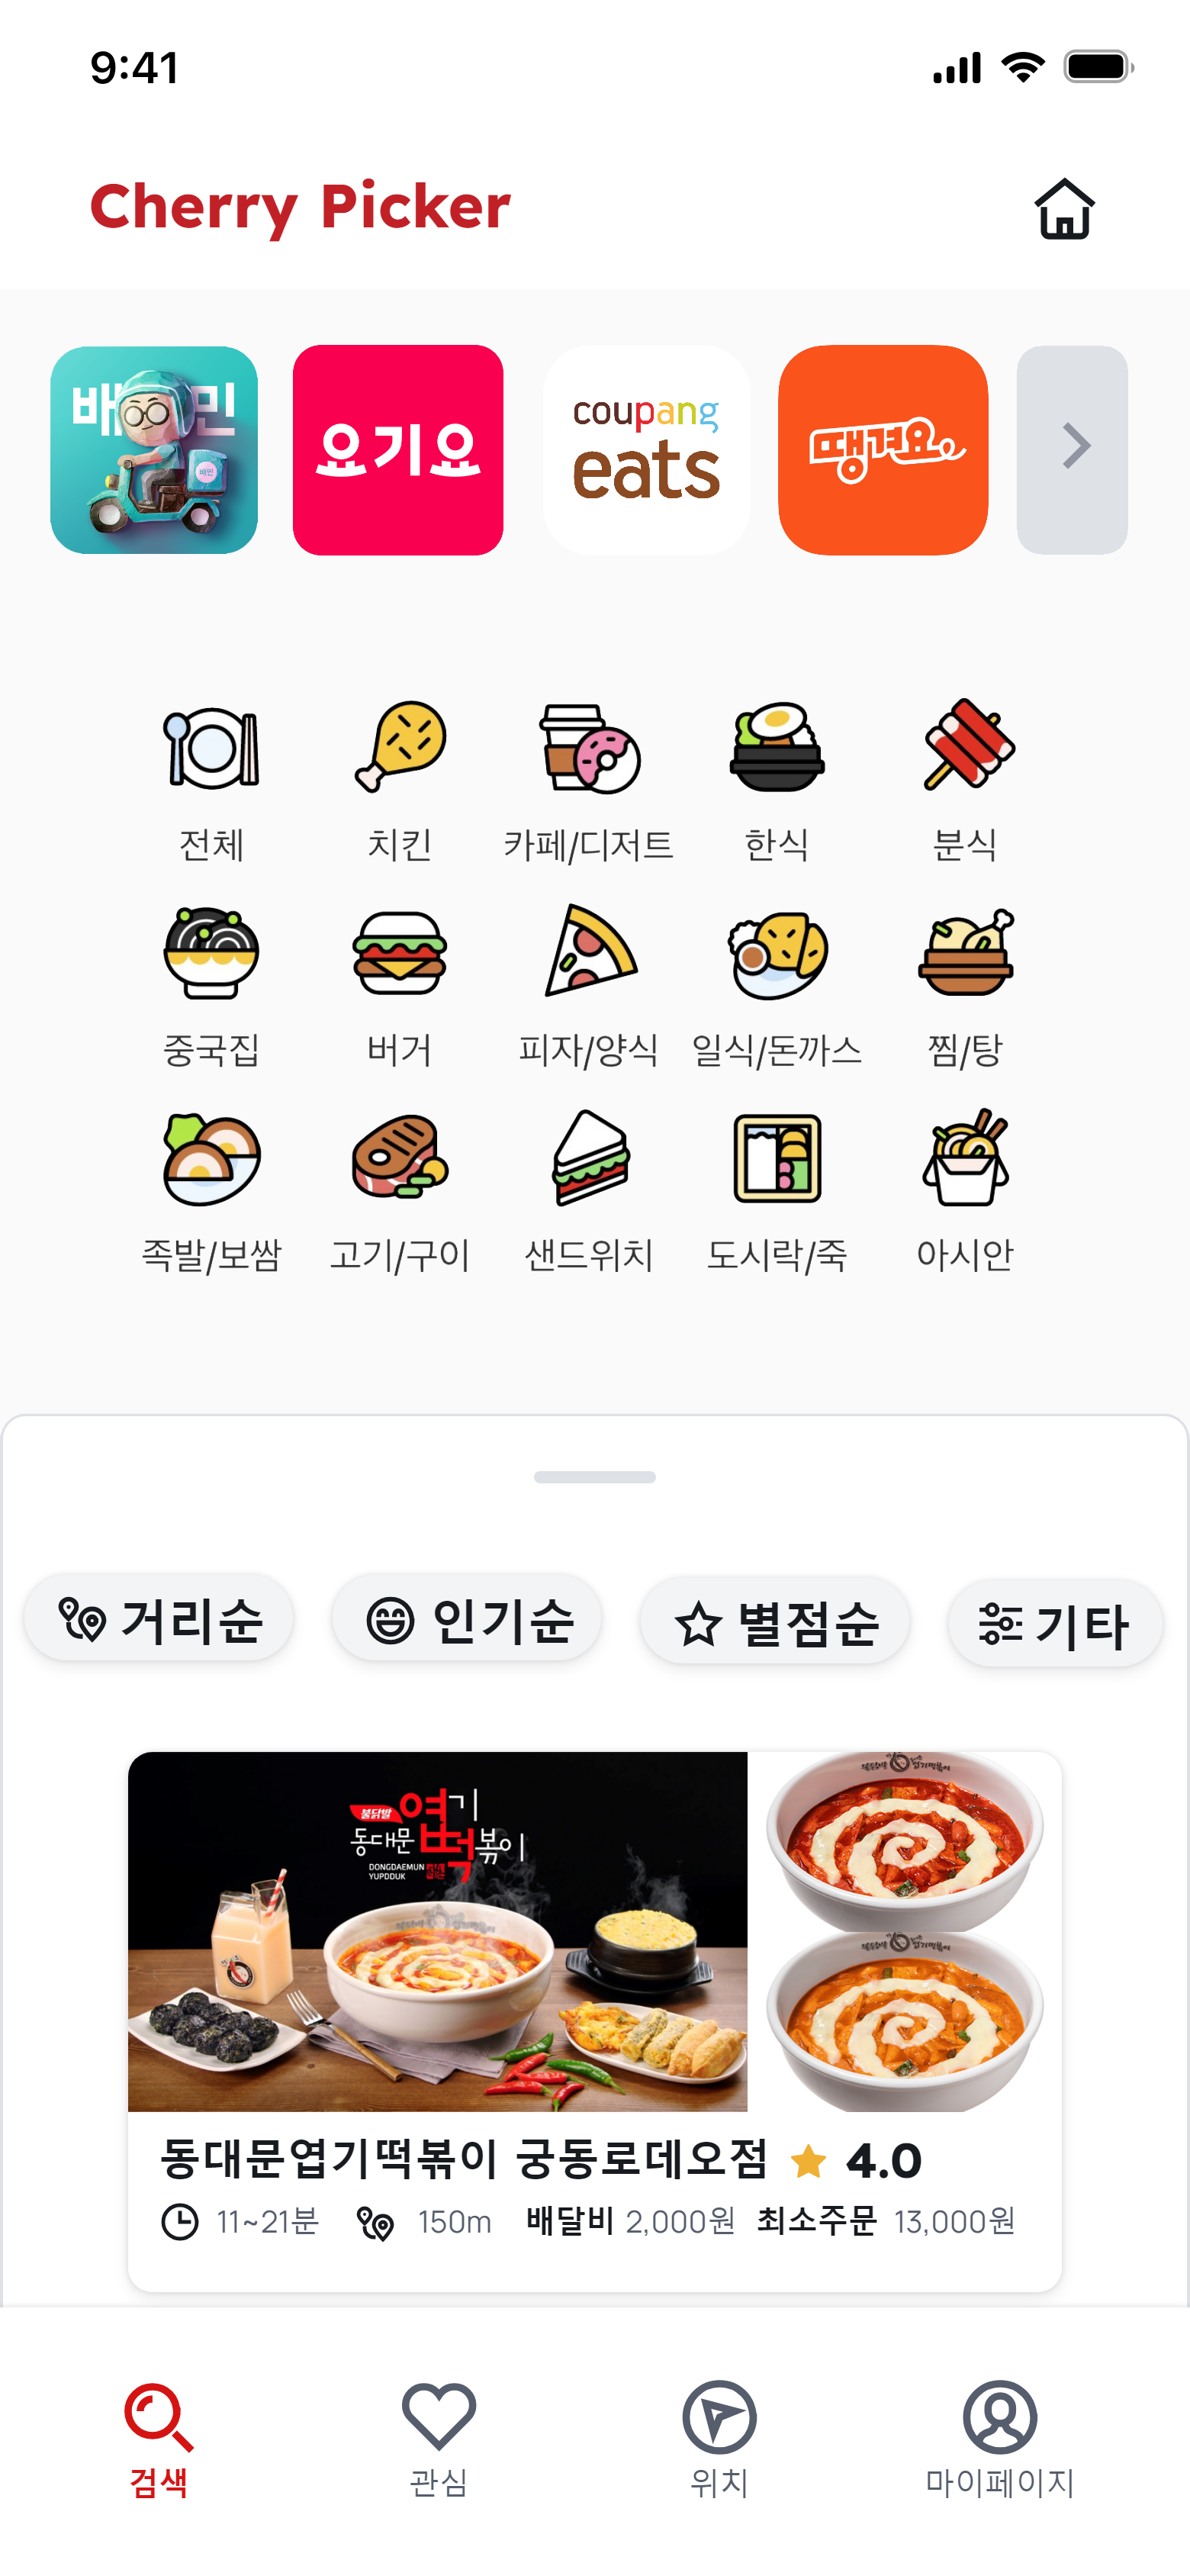 9:41
Cherry Picker
배민
배민
요기요
coupang
eats
땡겨요
전체 치킨 카페/디저트 한식 분식
중국집 버거 피자/양식 일식/돈까스 찜/탕
족발/보쌈 고기/구이 샌드위치 도시락/죽 아시안
거리순 인기순 별점순 기타
불닭발
엽기
동대문 떡볶이
DONGDAEMUN
YUPDDUK
동대문엽기떡볶이 궁동로데오점 4.0
11~21분 150m 배달비 2,000원 최소주문 13,000원
검색 관심 위치 마이페이지